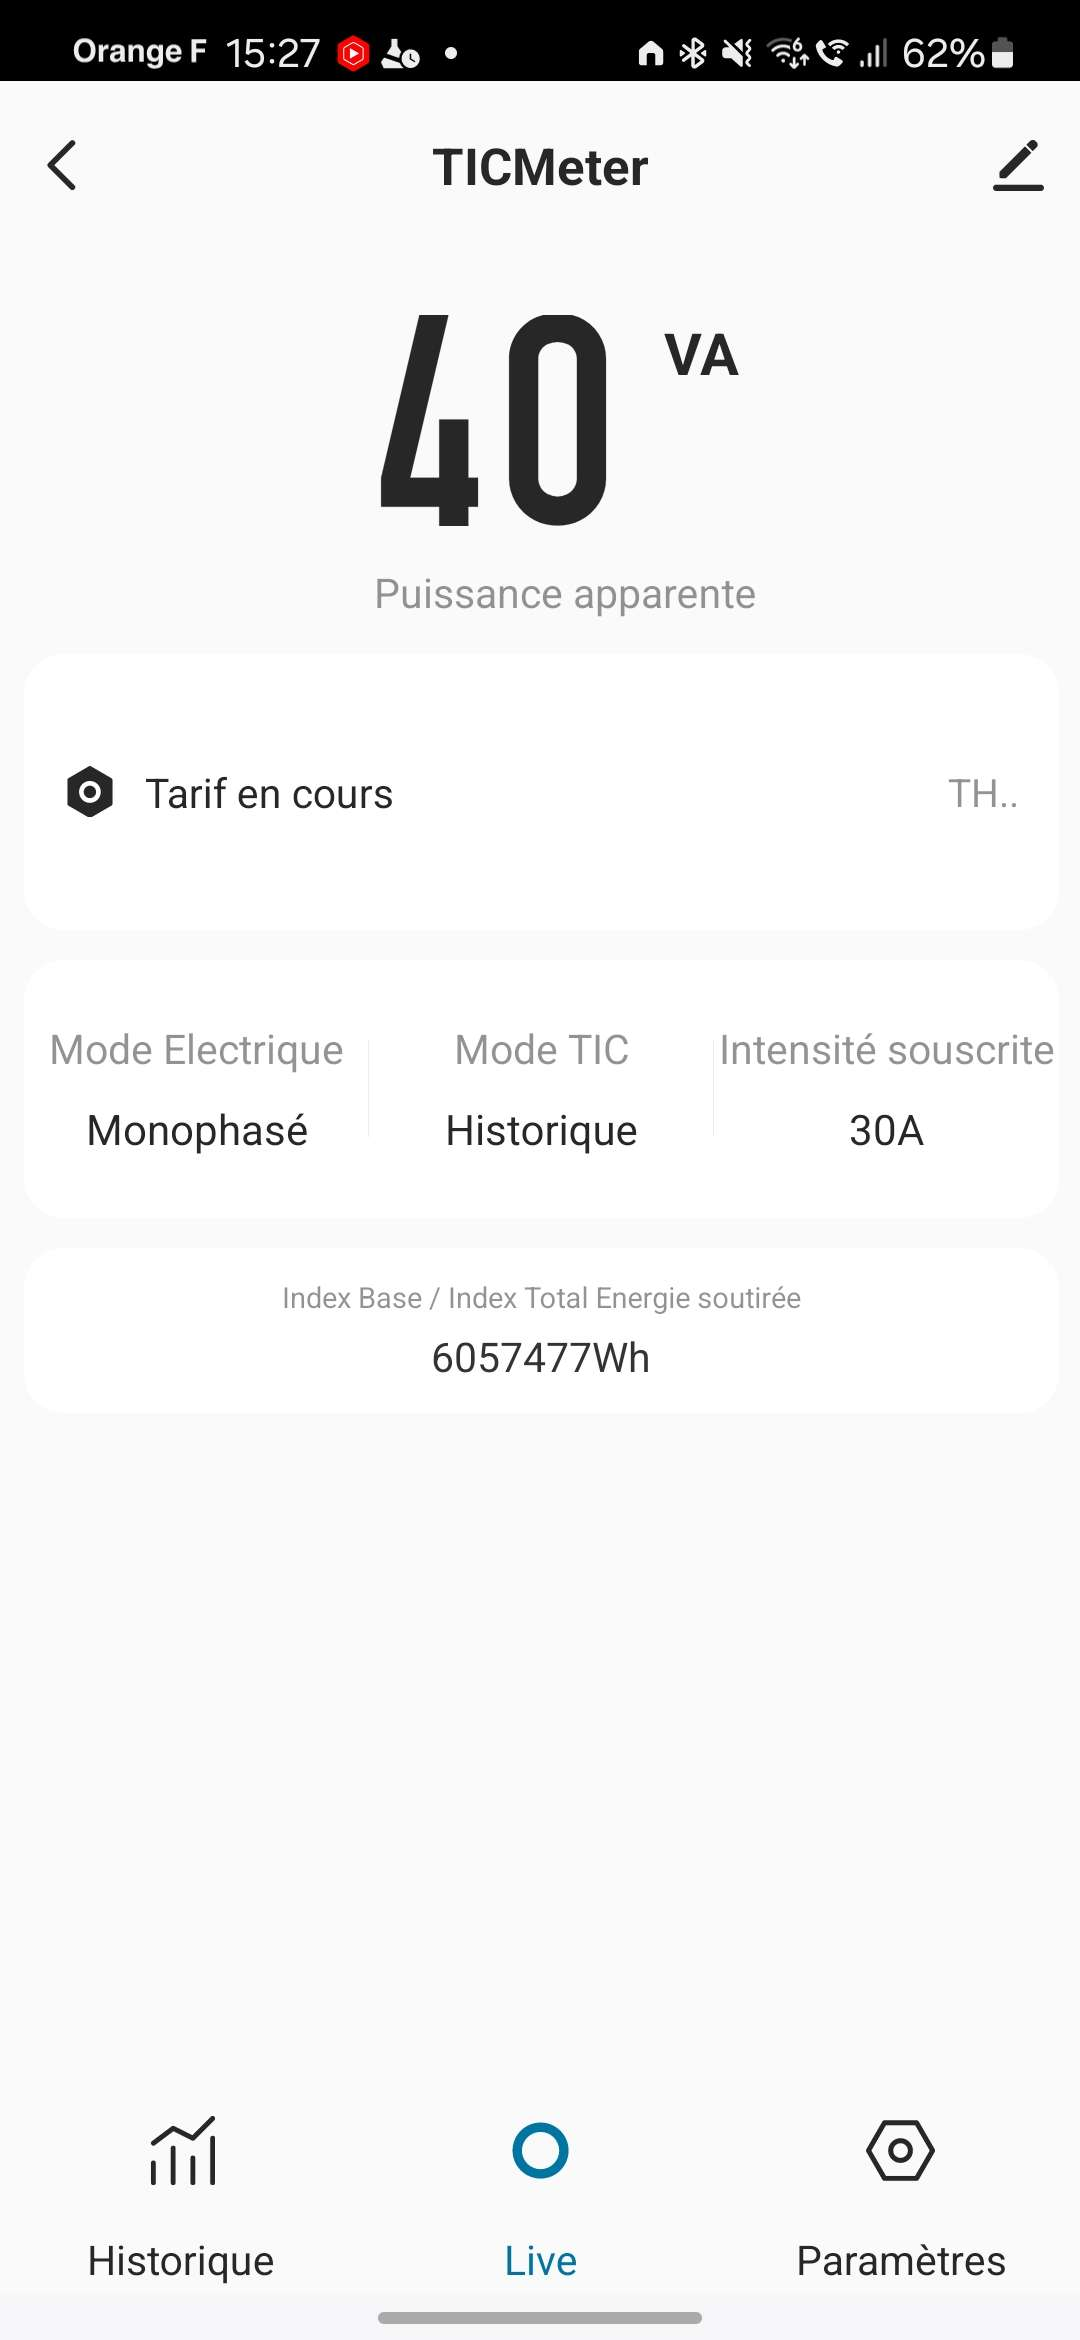 Orange F 15:27 62%
TICMeter
40 VA
Puissance apparente
Tarif en cours TH..
Mode Electrique Mode TIC Intensité souscrite
Monophasé Historique 30A
Index Base / Index Total Energie soutirée
6057477Wh
Historique Live Paramètres